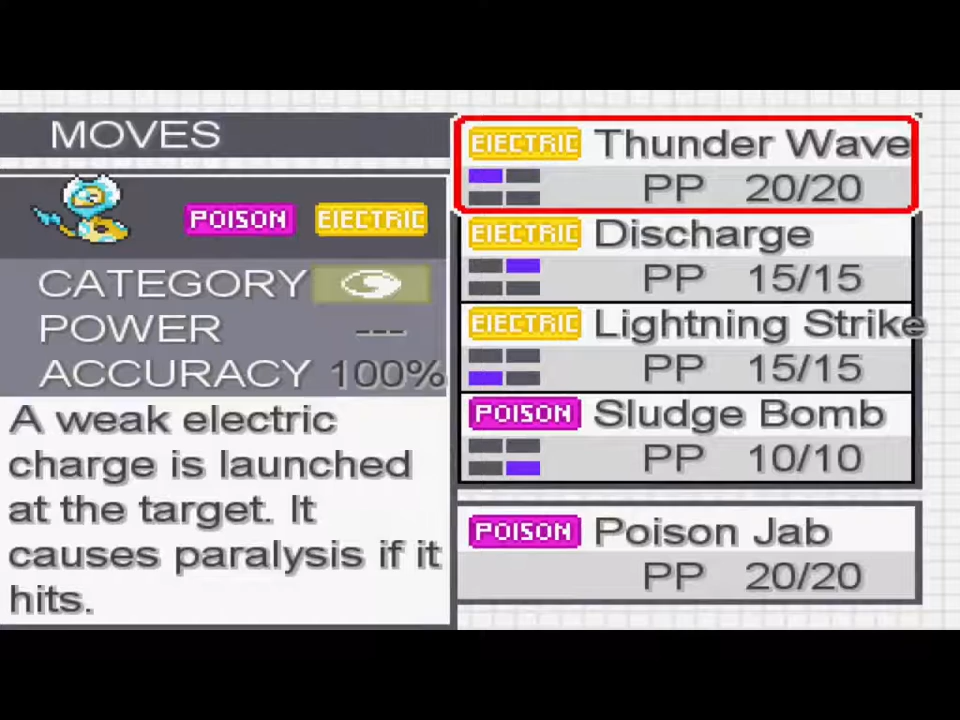 MOVES
POISON ElECTRIC
CATEGORY
POWER ---
ACCURACY 100%
A weak electric
charge is launched
at the target. It
causes paralysis if it
hits.
ElECTRIC Thunder Wave
PP 20/20
ElECTRIC Discharge
PP 15/15
ElECTRIC Lightning Strike
PP 15/15
POISON Sludge Bomb
PP 10/10
POISON Poison Jab
PP 20/20